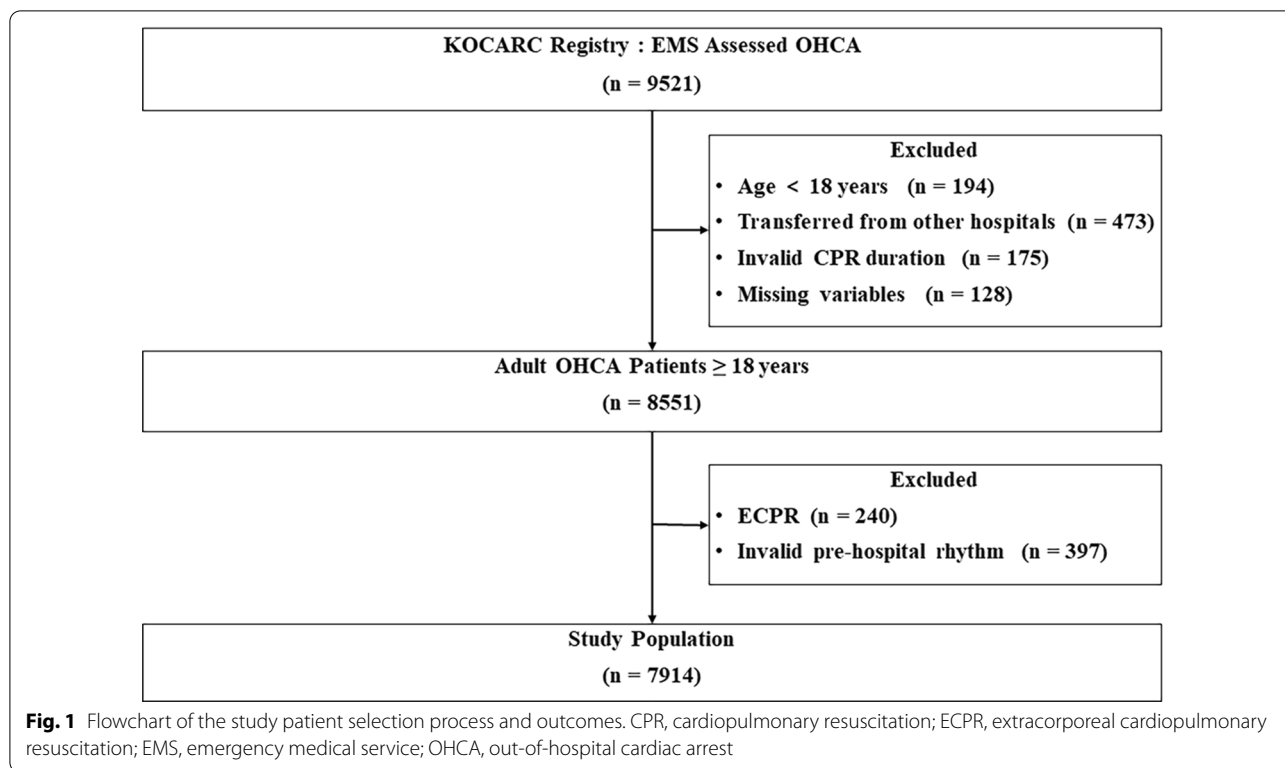 KOCARC Registry : EMS Assessed OHCA
(n = 9521)
Excluded
• Age < 18 years (n = 194)
• Transferred from other hospitals (n = 473)
• Invalid CPR duration (n = 175)
• Missing variables (n = 128)
Adult OHCA Patients ≥ 18 years
(n = 8551)
Excluded
• ECPR (n = 240)
• Invalid pre-hospital rhythm (n = 397)
Study Population
(n = 7914)
Fig. 1 Flowchart of the study patient selection process and outcomes. CPR, cardiopulmonary resuscitation; ECPR, extracorporeal cardiopulmonary
resuscitation; EMS, emergency medical service; OHCA, out-of-hospital cardiac arrest